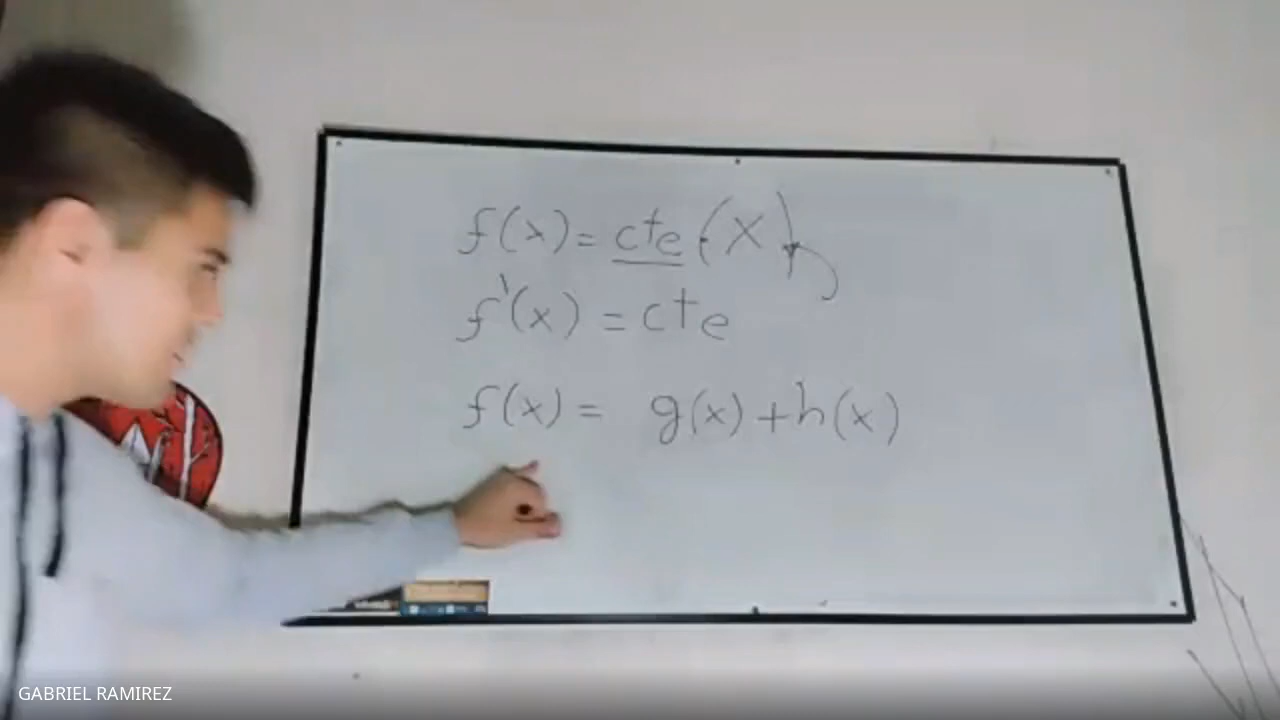 f(x) = cte · (x)
f'(x) = cte
f(x) = g(x) + h(x)
GABRIEL RAMIREZ